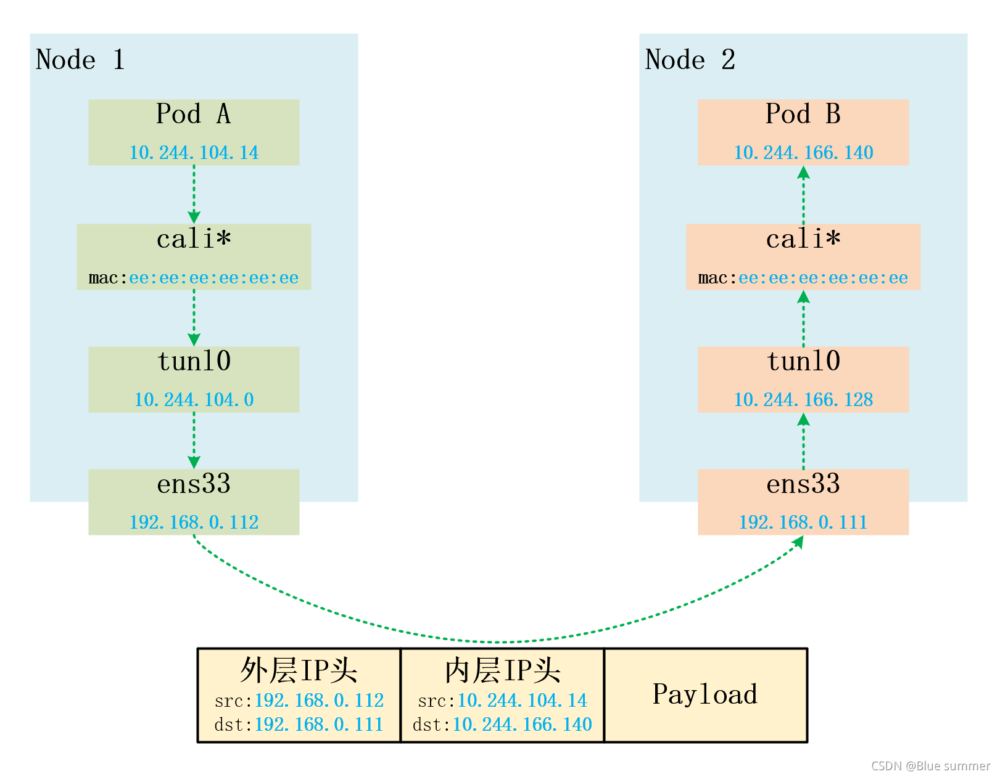 Node 1
Pod A
10.244.104.14
cali*
mac:ee:ee:ee:ee:ee:ee
tunl0
10.244.104.0
ens33
192.168.0.112
Node 2
Pod B
10.244.166.140
cali*
mac:ee:ee:ee:ee:ee:ee
tunl0
10.244.166.128
ens33
192.168.0.111
外层IP头
src:192.168.0.112
dst:192.168.0.111
内层IP头
src:10.244.104.14
dst:10.244.166.140
Payload
CSDN @Blue summer